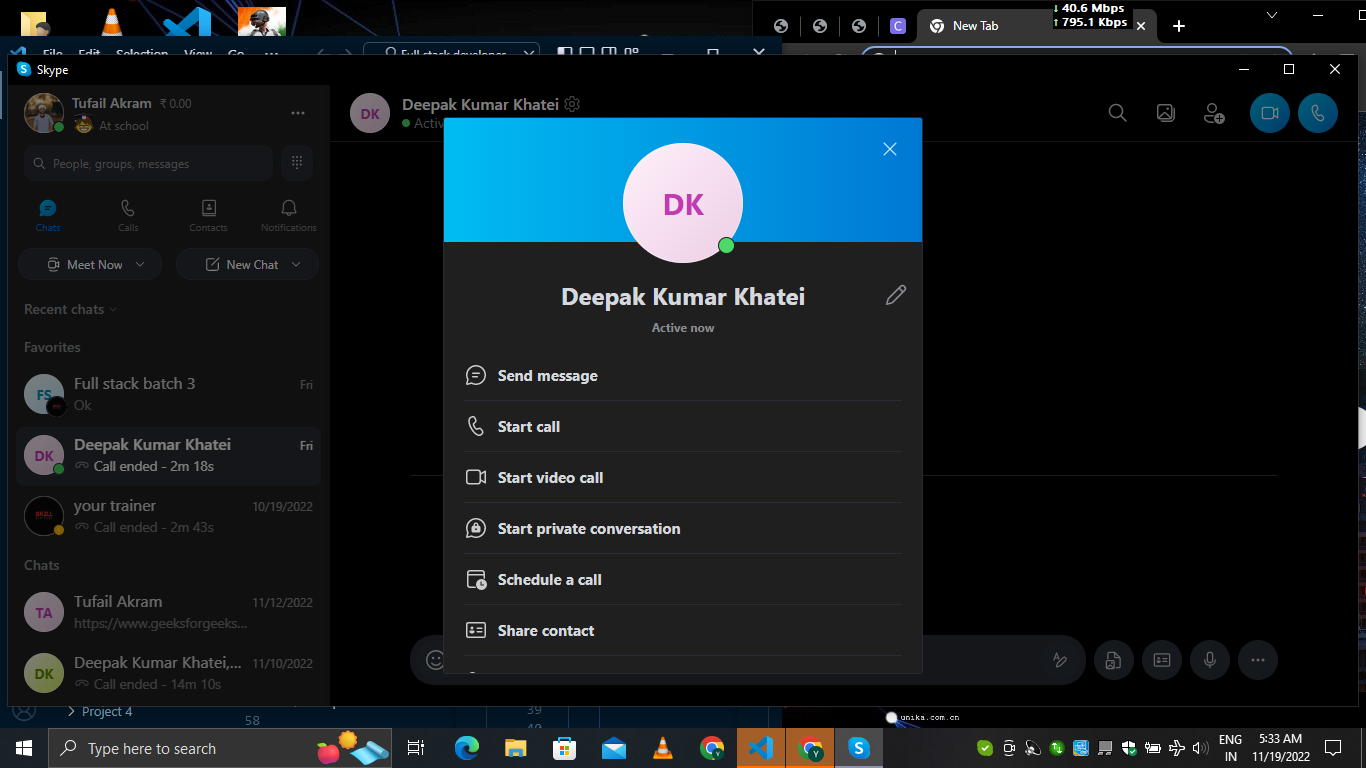 40.6 Mbps
795.1 Kbps
New Tab
File Edit Selection View Go
Full stack developer
Skype
Tufail Akram ₹ 0.00
At school
People, groups, messages
Chats Calls Contacts Notifications
Meet Now New Chat
Recent chats
Favorites
FS Full stack batch 3 Fri
Ok
DK Deepak Kumar Khatei Fri
Call ended - 2m 18s
your trainer 10/19/2022
Call ended - 2m 43s
Chats
TA Tufail Akram 11/12/2022
https://www.geeksforgeeks...
DK Deepak Kumar Khatei,... 11/10/2022
Call ended - 14m 10s
DK Deepak Kumar Khatei
Activ
DK
Deepak Kumar Khatei
Active now
Send message
Start call
Start video call
Start private conversation
Schedule a call
Share contact
Project 4
58
39
unika.com.cn
Type here to search
ENG
IN
5:33 AM
11/19/2022